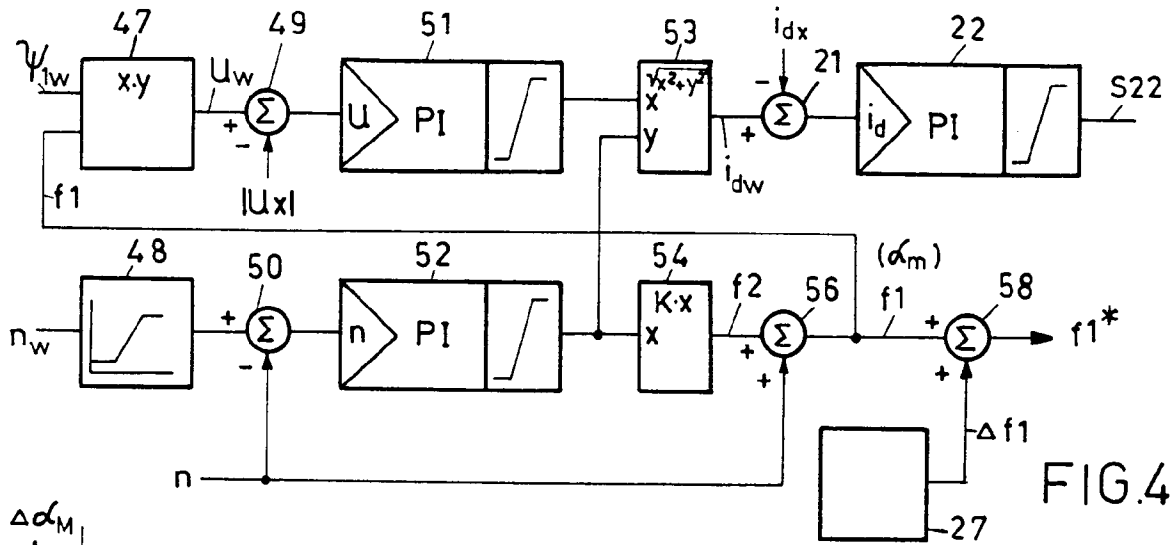 47
49
51
53
i_dx
22
ψ_1w
x·y
u_w
Σ
+
-
|Ux|
U
PI
√x²+y²
x
y
-
21
Σ
+
i_dw
i_d
PI
S22
f1
48
50
52
54
(α_m)
n_w
+
Σ
-
n
PI
K·x
x
f2
56
Σ
+
+
f1
58
+
Σ
+
f1*
Δf1
n
27
FIG.4
Δα_M